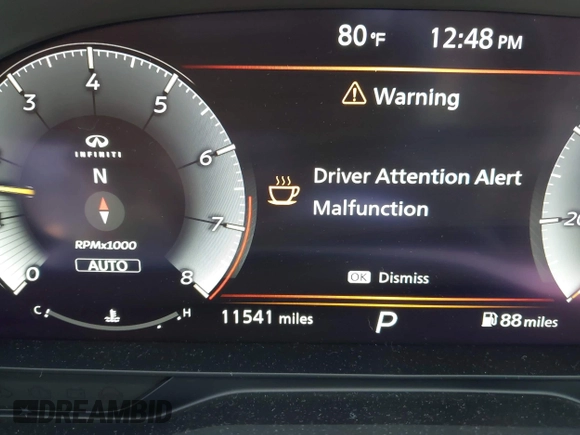 80°F 12:48 PM
Warning
Driver Attention Alert
Malfunction
OK Dismiss
3 4 5 6 7 8 0
INFINITI
N
RPMx1000
AUTO
C H
11541 miles P 88 miles
20
DREAMBID